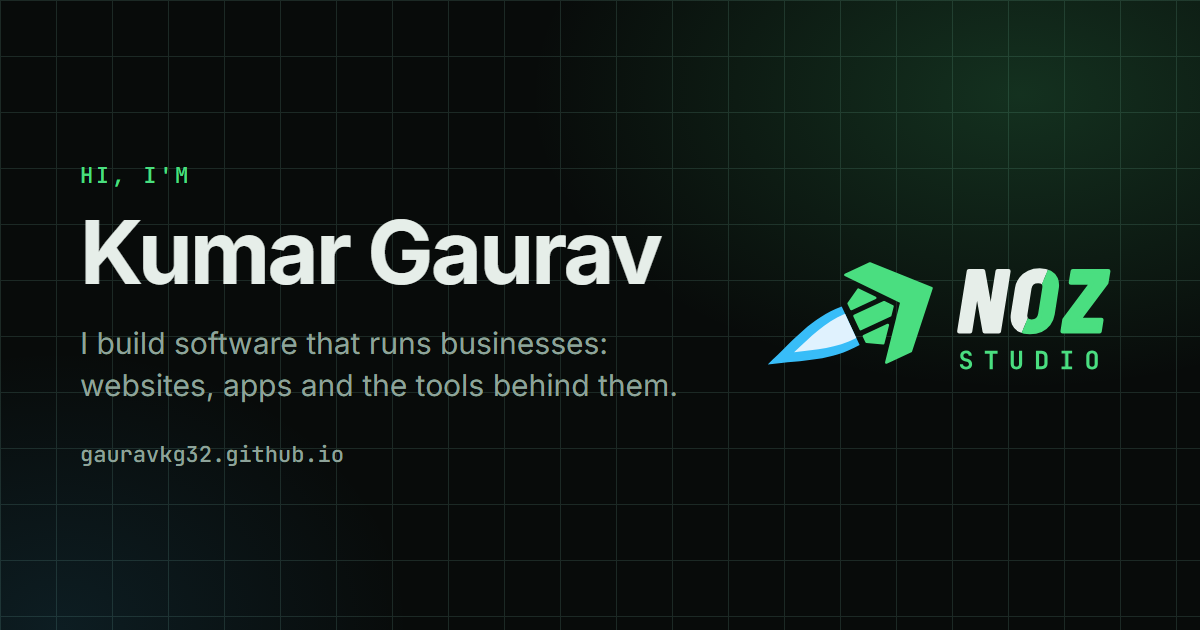 HI, I'M
Kumar Gaurav
I build software that runs businesses:
websites, apps and the tools behind them.
gauravkg32.github.io
NOZ
STUDIO